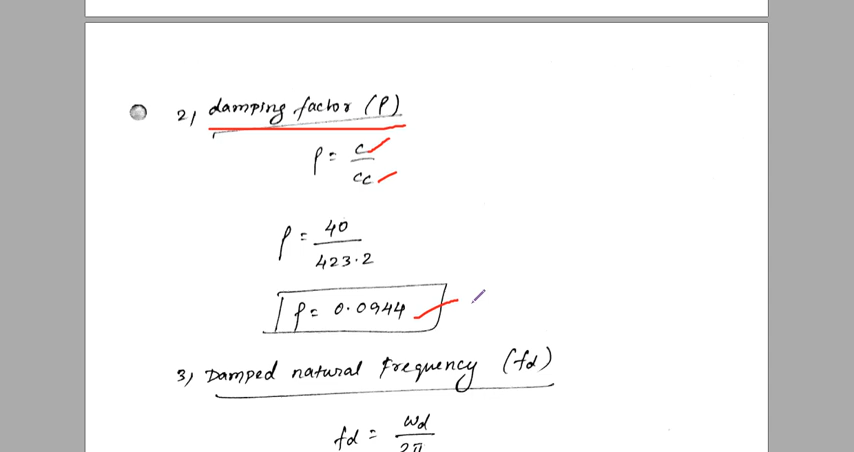 2) damping factor (ρ)
ρ = c / cc
ρ = 40 / 423.2
ρ = 0.0944
3) Damped natural frequency (fd)
fd = ωd / 2π